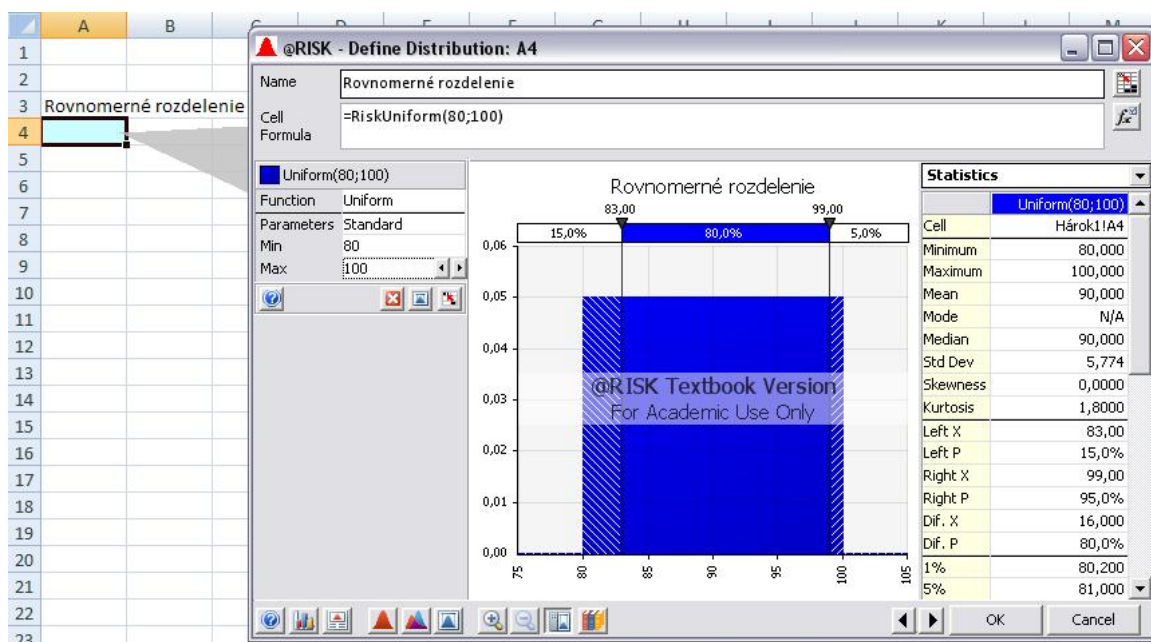 A B C D E F G H I J K L M
1
2
3 Rovnomerné rozdelenie
4
5
6
7
8
9
10
11
12
13
14
15
16
17
18
19
20
21
22
23
@RISK - Define Distribution: A4
Name Rovnomerné rozdelenie
Cell Formula =RiskUniform(80;100)
Uniform(80;100)
Function Uniform
Parameters Standard
Min 80
Max 100
Rovnomerné rozdelenie
83,00 99,00
15,0% 80,0% 5,0%
0,06
0,05
0,04
0,03
0,02
0,01
0,00
75 80 85 90 95 100 105
@RISK Textbook Version
For Academic Use Only
Statistics
Uniform(80;100)
Cell Hárok1!A4
Minimum 80,000
Maximum 100,000
Mean 90,000
Mode N/A
Median 90,000
Std Dev 5,774
Skewness 0,0000
Kurtosis 1,8000
Left X 83,00
Left P 15,0%
Right X 99,00
Right P 95,0%
Dif. X 16,000
Dif. P 80,0%
1% 80,200
5% 81,000
OK Cancel